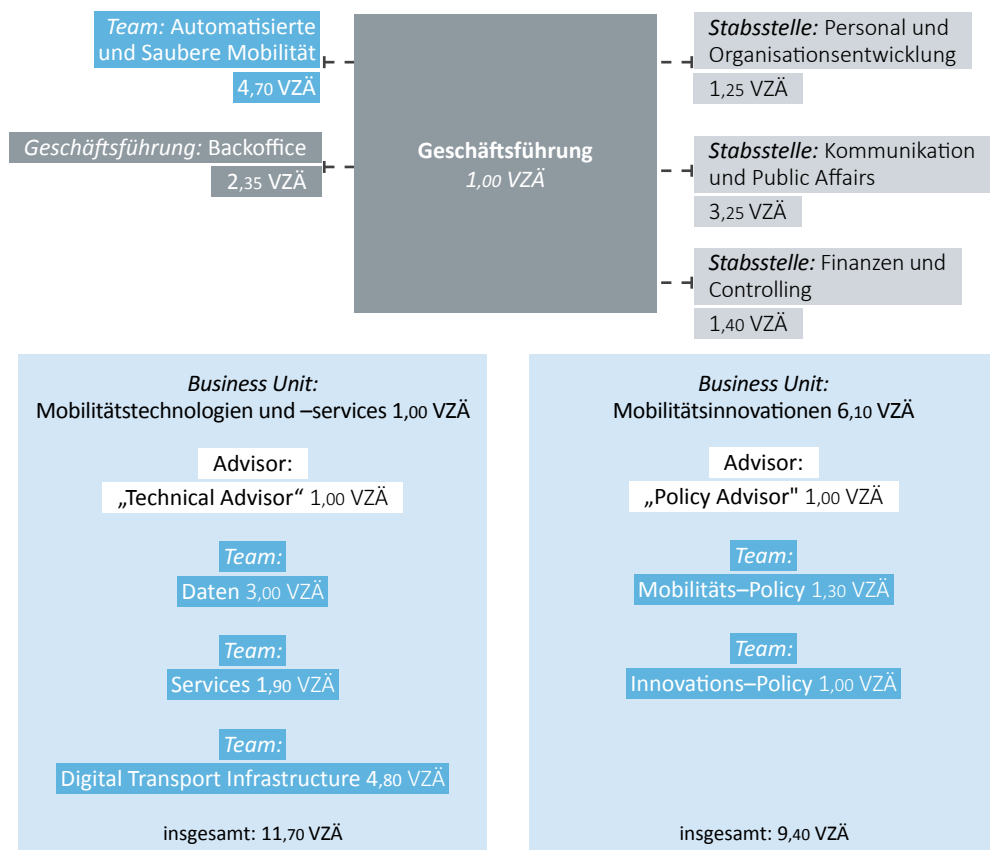 Team: Automatisierte
und Saubere Mobilität
4,70 VZÄ
Geschäftsführung: Backoffice
2,35 VZÄ
Geschäftsführung
1,00 VZÄ
Stabsstelle: Personal und
Organisationsentwicklung
1,25 VZÄ
Stabsstelle: Kommunikation
und Public Affairs
3,25 VZÄ
Stabsstelle: Finanzen und
Controlling
1,40 VZÄ
Business Unit:
Mobilitätstechnologien und –services 1,00 VZÄ
Advisor:
„Technical Advisor“ 1,00 VZÄ
Team:
Daten 3,00 VZÄ
Team:
Services 1,90 VZÄ
Team:
Digital Transport Infrastructure 4,80 VZÄ
insgesamt: 11,70 VZÄ
Business Unit:
Mobilitätsinnovationen 6,10 VZÄ
Advisor:
„Policy Advisor" 1,00 VZÄ
Team:
Mobilitäts–Policy 1,30 VZÄ
Team:
Innovations–Policy 1,00 VZÄ
insgesamt: 9,40 VZÄ